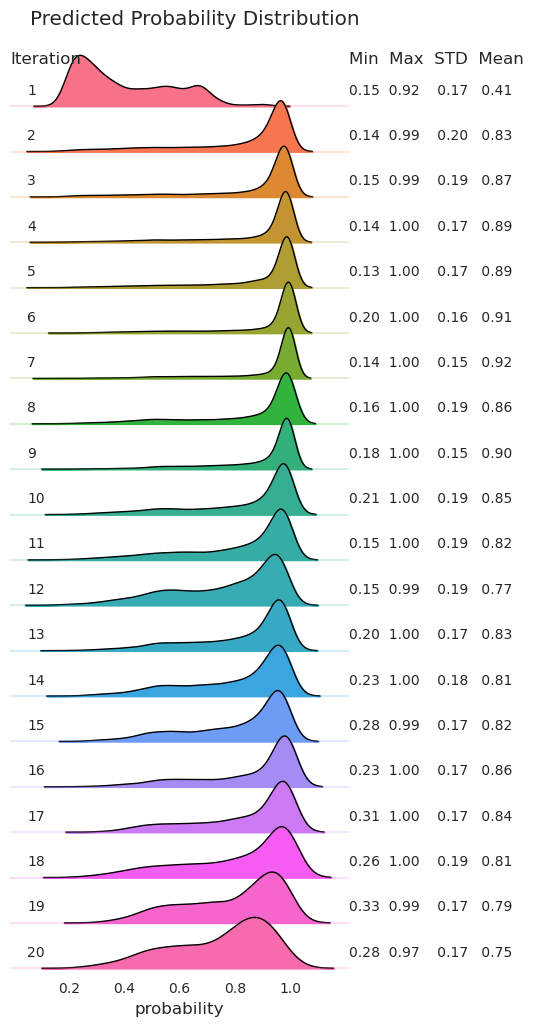 Predicted Probability Distribution
Iteration Min Max STD Mean
1 0.15 0.92 0.17 0.41
2 0.14 0.99 0.20 0.83
3 0.15 0.99 0.19 0.87
4 0.14 1.00 0.17 0.89
5 0.13 1.00 0.17 0.89
6 0.20 1.00 0.16 0.91
7 0.14 1.00 0.15 0.92
8 0.16 1.00 0.19 0.86
9 0.18 1.00 0.15 0.90
10 0.21 1.00 0.19 0.85
11 0.15 1.00 0.19 0.82
12 0.15 0.99 0.19 0.77
13 0.20 1.00 0.17 0.83
14 0.23 1.00 0.18 0.81
15 0.28 0.99 0.17 0.82
16 0.23 1.00 0.17 0.86
17 0.31 1.00 0.17 0.84
18 0.26 1.00 0.19 0.81
19 0.33 0.99 0.17 0.79
20 0.28 0.97 0.17 0.75
0.2 0.4 0.6 0.8 1.0
probability